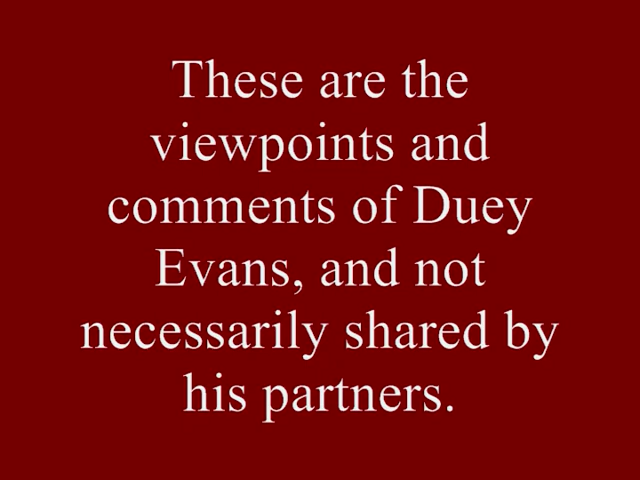 These are the
viewpoints and
comments of Duey
Evans, and not
necessarily shared by
his partners.